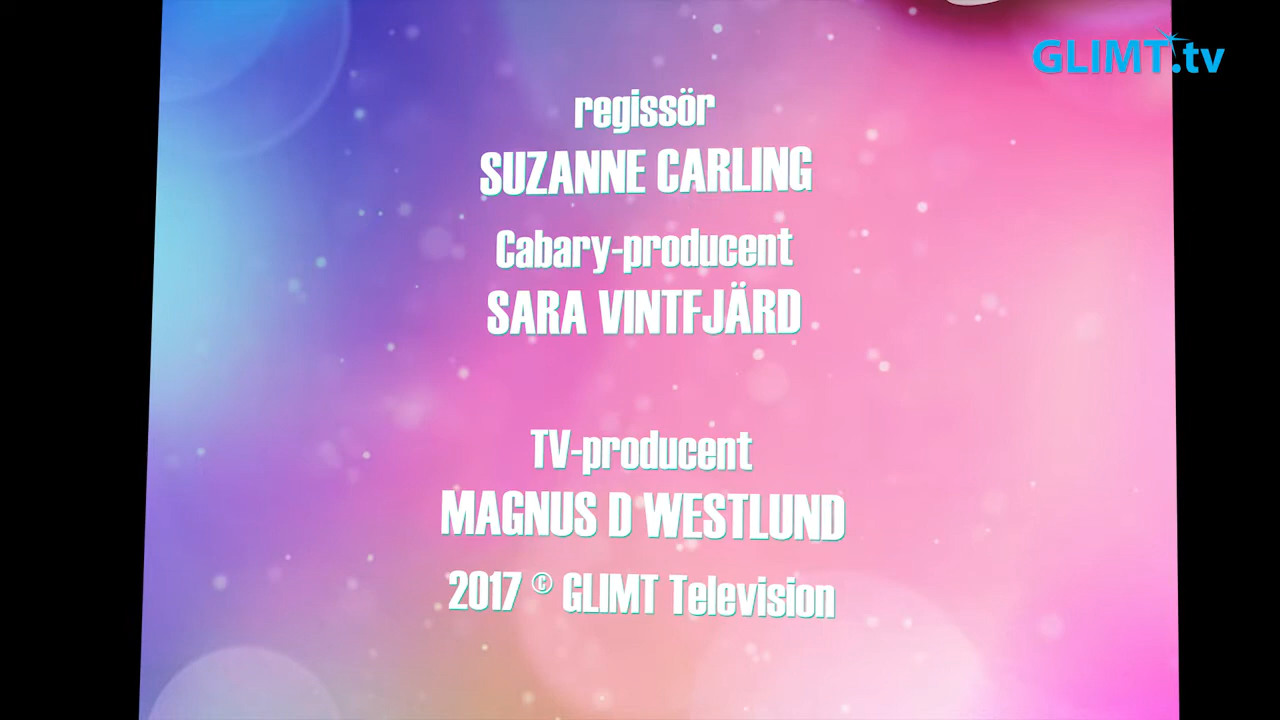 GLIMT.tv
regissör
SUZANNE CARLING
Cabary-producent
SARA VINTFJÄRD
TV-producent
MAGNUS D WESTLUND
2017 © GLIMT Television